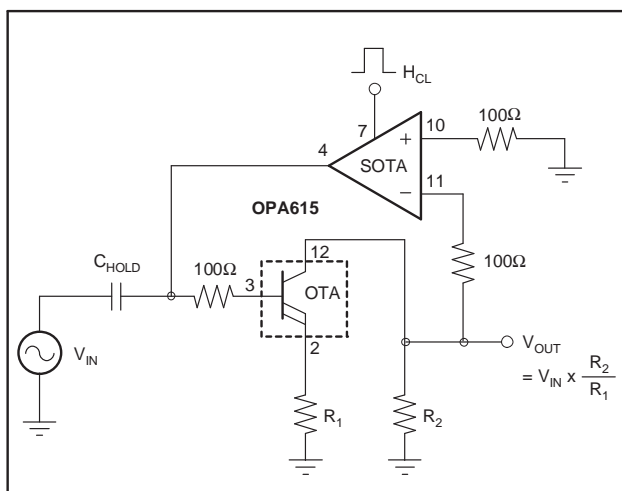 H_CL
100Ω
7
10
4
+
SOTA
11
−
OPA615
100Ω
12
C_HOLD
100Ω
3
OTA
2
V_IN
V_OUT
= V_IN x R_2/R_1
R_1
R_2